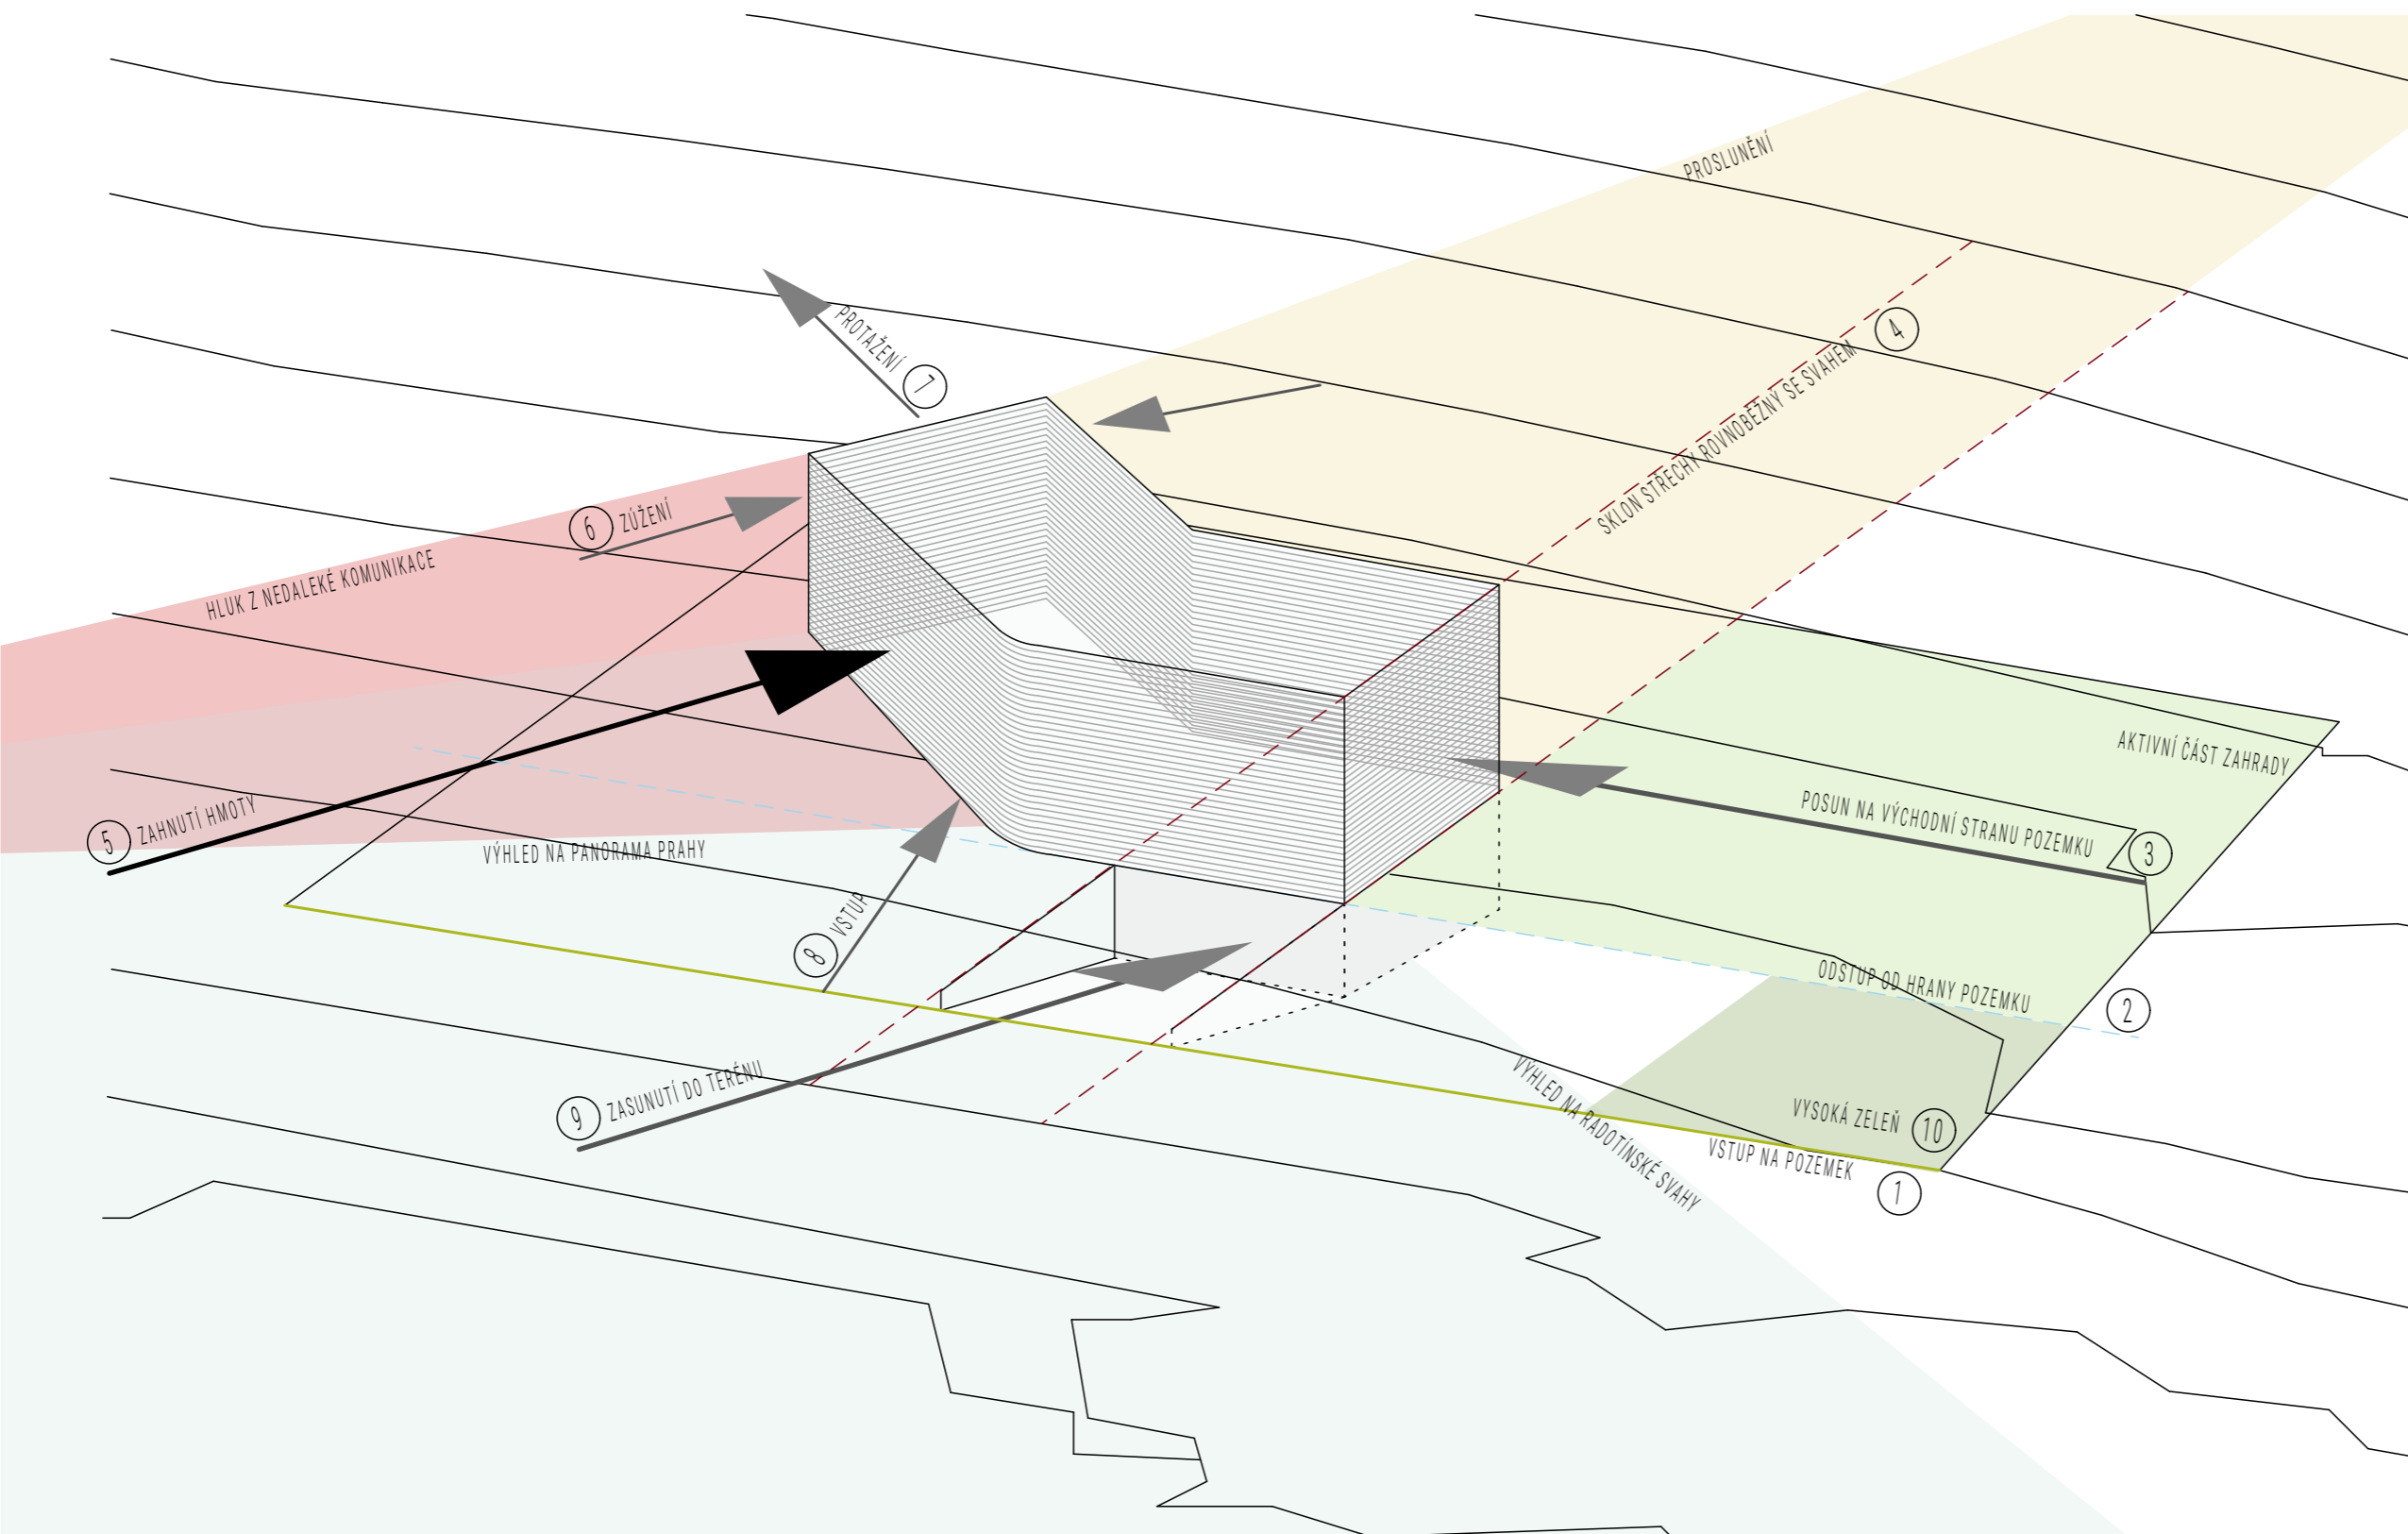 PROSLUNĚNÍ
PROTAŽENÍ 7
SKLON STŘECHY ROVNOBĚŽNÝ SE SVAHEM 4
6 ZÚŽENÍ
HLUK Z NEDALEKÉ KOMUNIKACE
AKTIVNÍ ČÁST ZAHRADY
5 ZAHNUTÍ HMOTY
POSUN NA VÝCHODNÍ STRANU POZEMKU 3
VÝHLED NA PANORAMA PRAHY
8 VSTUP
ODSTUP OD HRANY POZEMKU 2
9 ZASUNUTÍ DO TERÉNU
VÝHLED NA RADOTÍNSKÉ SVAHY
VYSOKÁ ZELEŇ 10
VSTUP NA POZEMEK 1